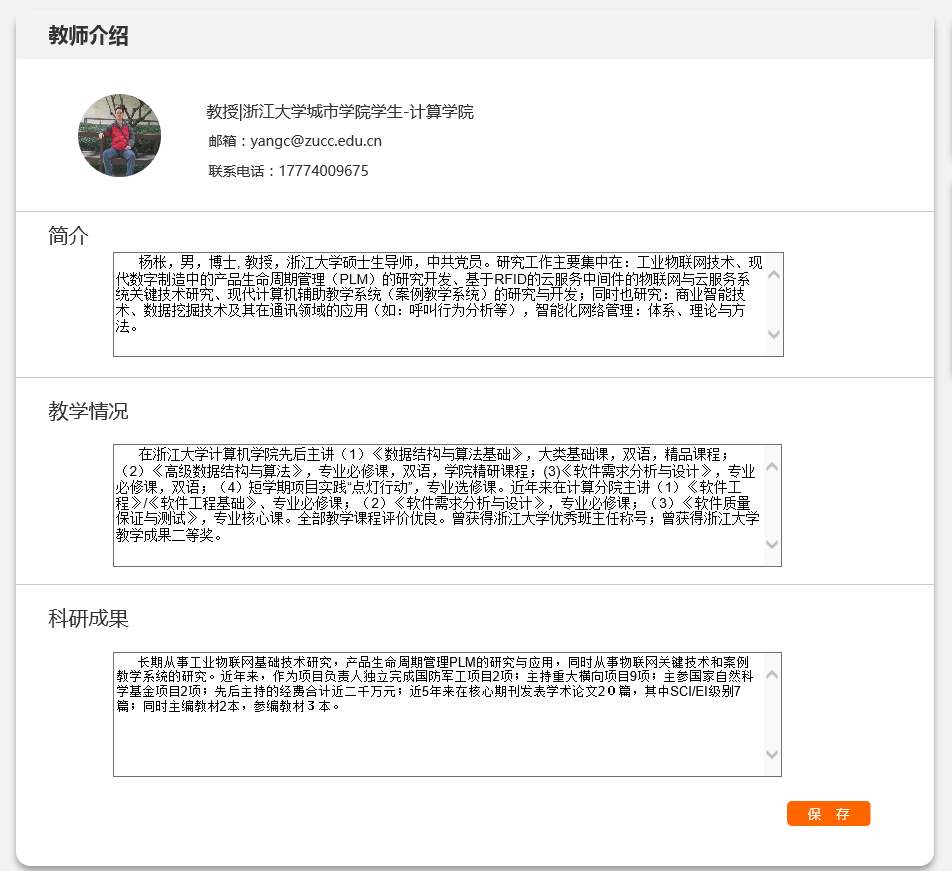 教师介绍
教授|浙江大学城市学院学生-计算学院
邮箱：yangc@zucc.edu.cn
联系电话：17774009675
简介
杨枨，男，博士, 教授，浙江大学硕士生导师，中共党员。研究工作主要集中在：工业物联网技术、现
代数字制造中的产品生命周期管理（PLM）的研究开发、基于RFID的云服务中间件的物联网与云服务系
统关键技术研究、现代计算机辅助教学系统（案例教学系统）的研究与开发；同时也研究：商业智能技
术、数据挖掘技术及其在通讯领域的应用（如：呼叫行为分析等），智能化网络管理：体系、理论与方
法。
教学情况
在浙江大学计算机学院先后主讲（1）《数据结构与算法基础》，大类基础课，双语，精品课程；
（2）《高级数据结构与算法》，专业必修课，双语，学院精研课程；(3)《软件需求分析与设计》，专业
必修课，双语；（4）短学期项目实践“点灯行动”，专业选修课。近年来在计算分院主讲（1）《软件工
程》/《软件工程基础》、专业必修课；（2）《软件需求分析与设计》，专业必修课；（3）《软件质量
保证与测试》，专业核心课。全部教学课程评价优良。曾获得浙江大学优秀班主任称号；曾获得浙江大学
教学成果二等奖。
科研成果
长期从事工业物联网基础技术研究，产品生命周期管理PLM的研究与应用，同时从事物联网关键技术和案例
教学系统的研究。近年来，作为项目负责人独立完成国防军工项目2项；主持重大横向项目9项；主参国家自然科
学基金项目2项；先后主持的经费合计近二千万元；近5年来在核心期刊发表学术论文2０篇，其中SCI/EI级别7
篇；同时主编教材2本，参编教材３本。
保 存